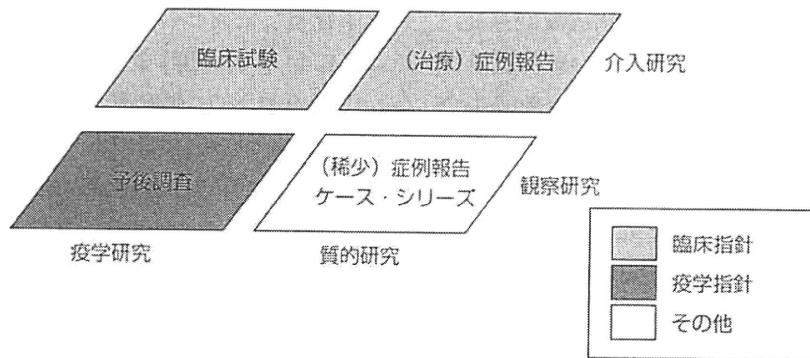 臨床試験
(治療)症例報告
介入研究
予後調査
(稀少)症例報告
ケース・シリーズ
観察研究
疫学研究
質的研究
臨床指針
疫学指針
その他